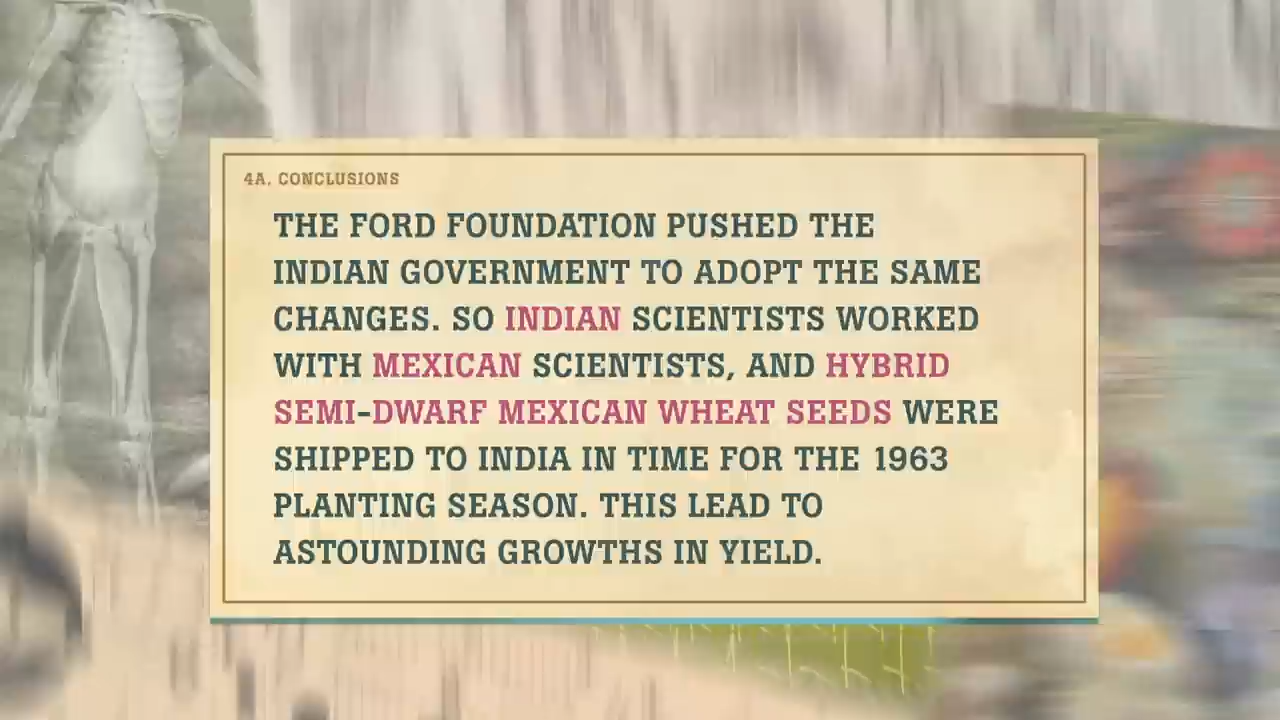 4A. CONCLUSIONS
THE FORD FOUNDATION PUSHED THE
INDIAN GOVERNMENT TO ADOPT THE SAME
CHANGES. SO INDIAN SCIENTISTS WORKED
WITH MEXICAN SCIENTISTS, AND HYBRID
SEMI-DWARF MEXICAN WHEAT SEEDS WERE
SHIPPED TO INDIA IN TIME FOR THE 1963
PLANTING SEASON. THIS LEAD TO
ASTOUNDING GROWTHS IN YIELD.